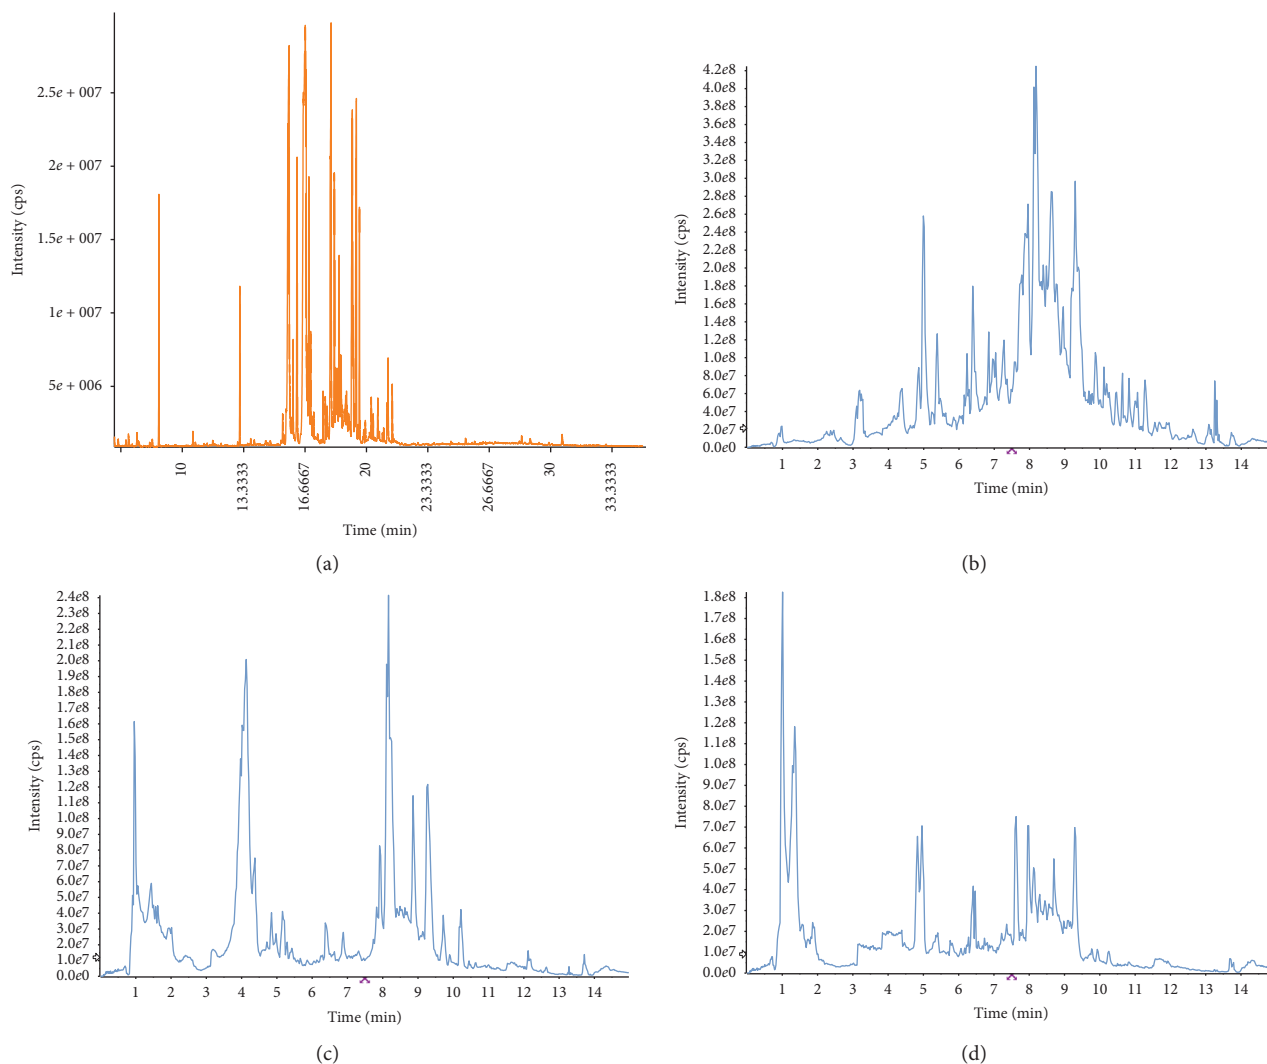 2.5e + 007
2e + 007
1.5e + 007
1e + 007
5e + 006
Intensity (cps)
10
13.3333
16.6667
20
23.3333
26.6667
30
33.3333
Time (min)
(a)
4.2e8
4.0e8
3.8e8
3.6e8
3.4e8
3.2e8
3.0e8
2.8e8
2.6e8
2.4e8
2.2e8
2.0e8
1.8e8
1.6e8
1.4e8
1.2e8
1.0e8
8.0e7
6.0e7
4.0e7
2.0e7
0.0e0
Intensity (cps)
1 2 3 4 5 6 7 8 9 10 11 12 13 14
Time (min)
(b)
2.4e8
2.3e8
2.2e8
2.1e8
2.0e8
1.9e8
1.8e8
1.7e8
1.6e8
1.5e8
1.4e8
1.3e8
1.2e8
1.1e8
1.0e8
9.0e7
8.0e7
7.0e7
6.0e7
5.0e7
4.0e7
3.0e7
2.0e7
1.0e7
0.0e0
Intensity (cps)
1 2 3 4 5 6 7 8 9 10 11 12 13 14
Time (min)
(c)
1.8e8
1.7e8
1.6e8
1.5e8
1.4e8
1.3e8
1.2e8
1.1e8
1.0e8
9.0e7
8.0e7
7.0e7
6.0e7
5.0e7
4.0e7
3.0e7
2.0e7
1.0e7
0.0e0
Intensity (cps)
1 2 3 4 5 6 7 8 9 10 11 12 13 14
Time (min)
(d)